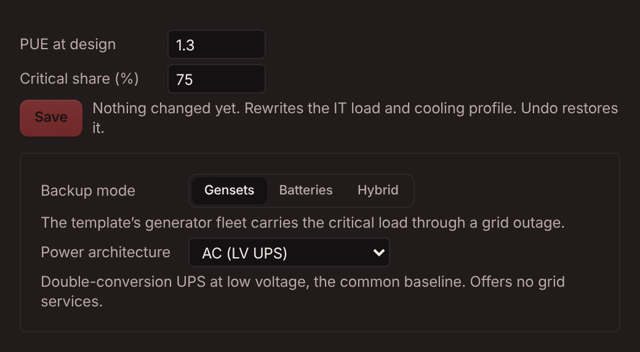 PUE at design 1.3
Critical share (%) 75
Save Nothing changed yet. Rewrites the IT load and cooling profile. Undo restores
it.
Backup mode Gensets Batteries Hybrid
The template's generator fleet carries the critical load through a grid outage.
Power architecture AC (LV UPS)
Double-conversion UPS at low voltage, the common baseline. Offers no grid
services.